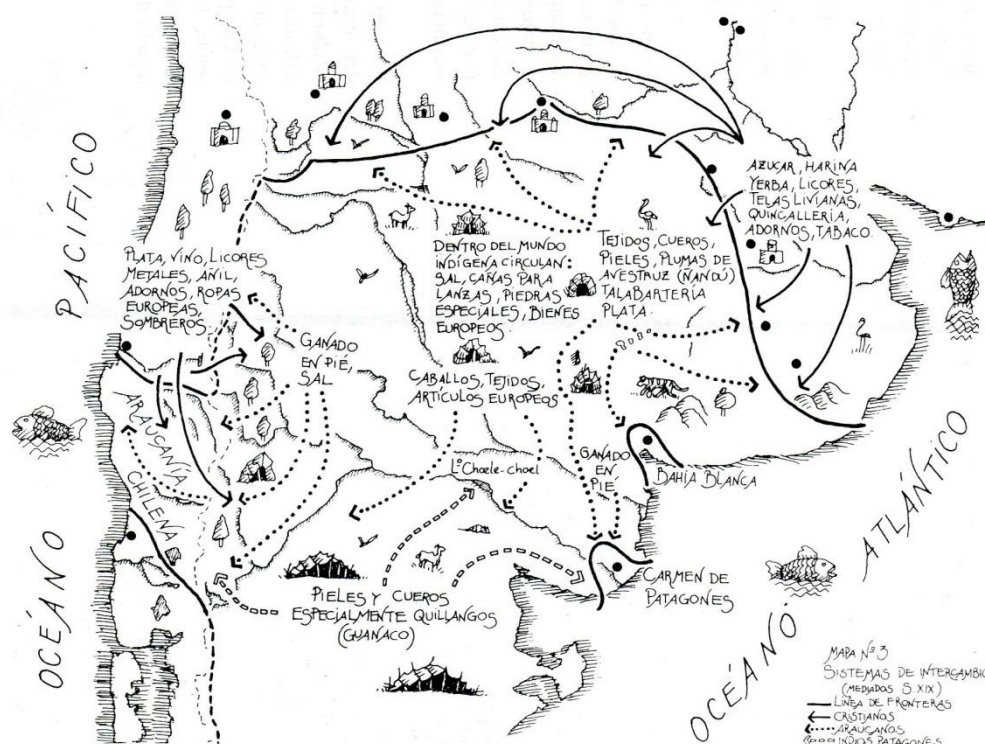 PACÍFICO
OCÉANO
AZUCAR, HARINA
YERBA, LICORES,
TELAS LIVIANAS,
QUINCALLERÍA,
ADORNOS, TABACO
PLATA, VINO, LICORES
METALES, AÑIL,
ADORNOS, ROPAS
EUROPEAS,
SOMBREROS
DENTRO DEL MUNDO
INDÍGENA CIRCULAN:
SAL, CAÑAS PARA
LANZAS, PIEDRAS
ESPECIALES, BIENES
EUROPEOS
TEJIDOS, CUEROS,
PIELES, PLUMAS DE
AVESTRUZ (ÑANDÚ)
TALABARTERÍA
PLATA
GANADO
EN PIÉ,
SAL
CABALLOS, TEJIDOS,
ARTÍCULOS EUROPEOS
ARAUCANÍA
CHILENA
Lº Choele-choel
GANADO
EN
PIE
BAHÍA BLANCA
CARMEN DE
PATAGONES
PIELES Y CUEROS
ESPECIALMENTE QUILLANGOS
(GUANACO)
OCÉANO
ATLÁNTICO
MAPA Nº 3
SISTEMAS DE INTERCAMBIO
(MEDIADOS S. XIX)
LÍNEA DE FRONTERAS
CRISTIANOS
ARAUCANOS
INDIOS PATAGONES